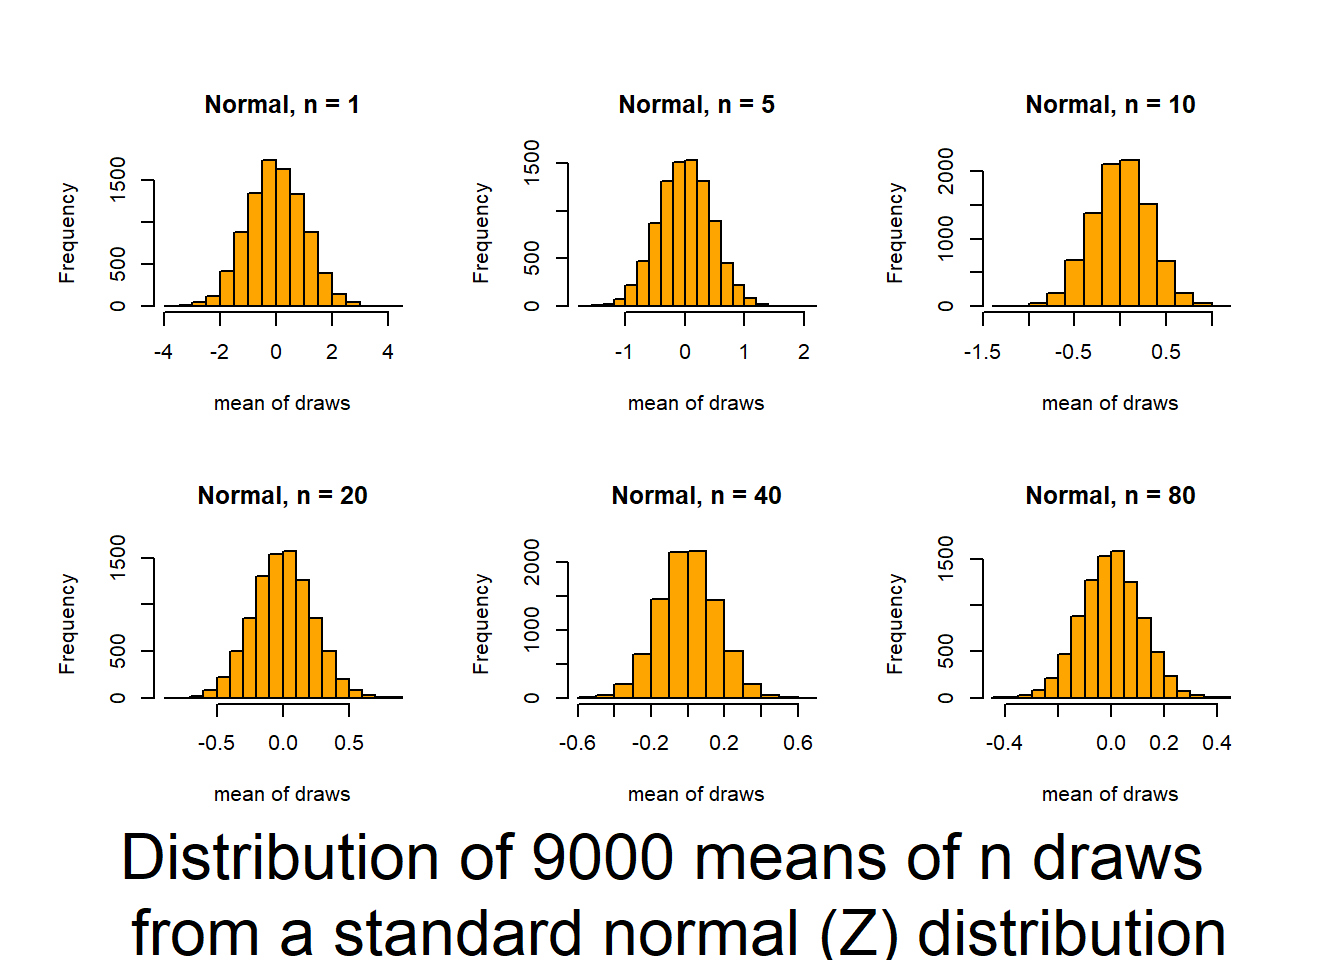 Normal, n = 1
Frequency
0 500 1500
-4 -2 0 2 4
mean of draws
Normal, n = 5
Frequency
0 500 1500
-1 0 1 2
mean of draws
Normal, n = 10
Frequency
0 1000 2000
-1.5 -0.5 0.5
mean of draws
Normal, n = 20
Frequency
0 500 1500
-0.5 0.0 0.5
mean of draws
Normal, n = 40
Frequency
0 1000 2000
-0.6 -0.2 0.2 0.6
mean of draws
Normal, n = 80
Frequency
0 500 1500
-0.4 0.0 0.2 0.4
mean of draws
Distribution of 9000 means of n draws
from a standard normal (Z) distribution